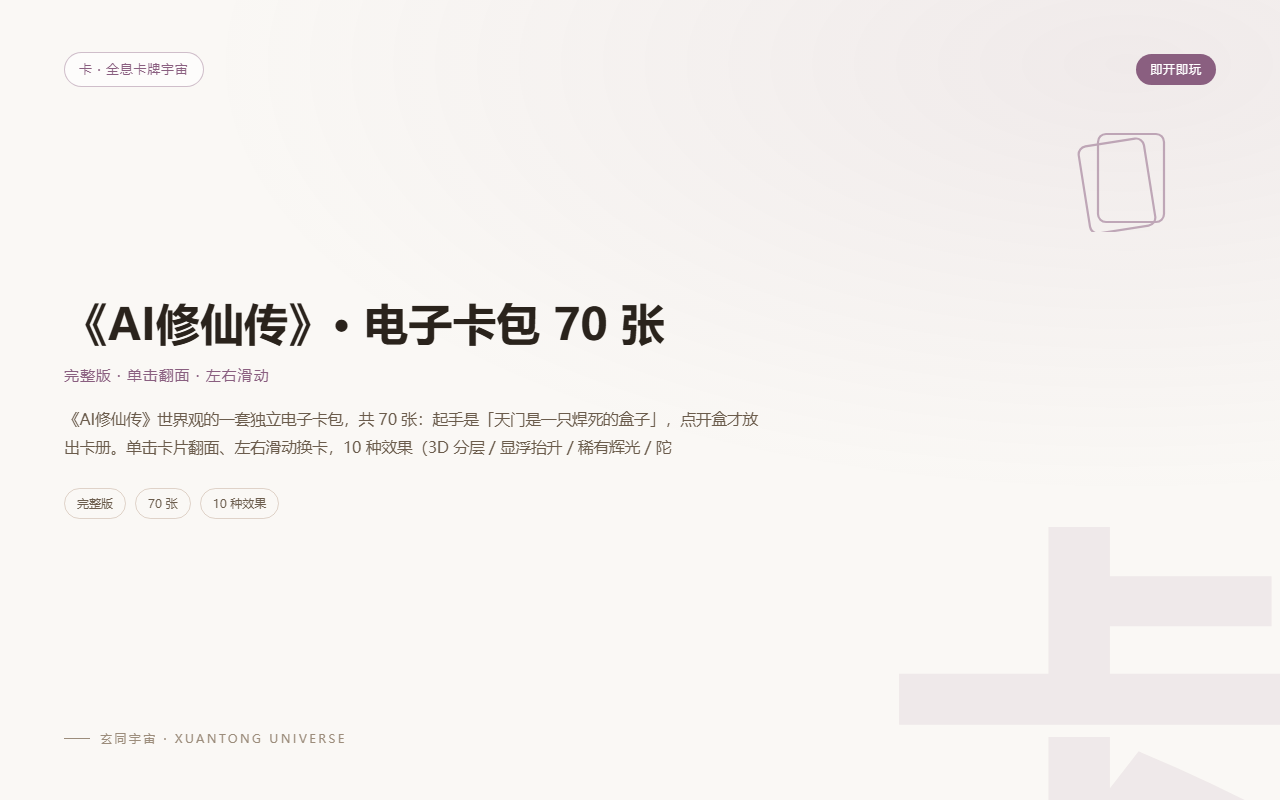 卡 · 全息卡牌宇宙
即开即玩
《AI修仙传》· 电子卡包 70 张
完整版 · 单击翻面 · 左右滑动
《AI修仙传》世界观的一套独立电子卡包，共 70 张：起手是「天门是一只焊死的盒子」，点开盒才放
出卡册。单击卡片翻面、左右滑动换卡，10 种效果（3D 分层 / 显浮抬升 / 稀有辉光 / 陀
完整版
70 张
10 种效果
卡
玄同宇宙 · XUANTONG UNIVERSE